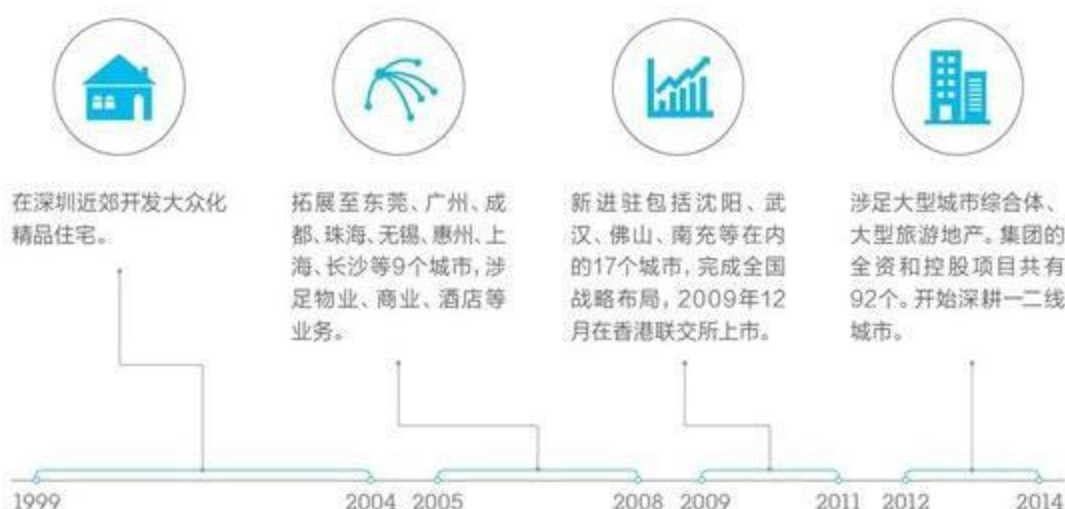 在深圳近郊开发大众化
精品住宅。
拓展至东莞、广州、成
都、珠海、无锡、惠州、上
海、长沙等9个城市，涉
足物业、商业、酒店等
业务。
新进驻包括沈阳、武
汉、佛山、南充等在内
的17个城市，完成全国
战略布局，2009年12
月在香港联交所上市。
涉足大型城市综合体、
大型旅游地产。集团的
全资和控股项目共有
92个。开始深耕一二线
城市。
1999 2004 2005 2008 2009 2011 2012 2014